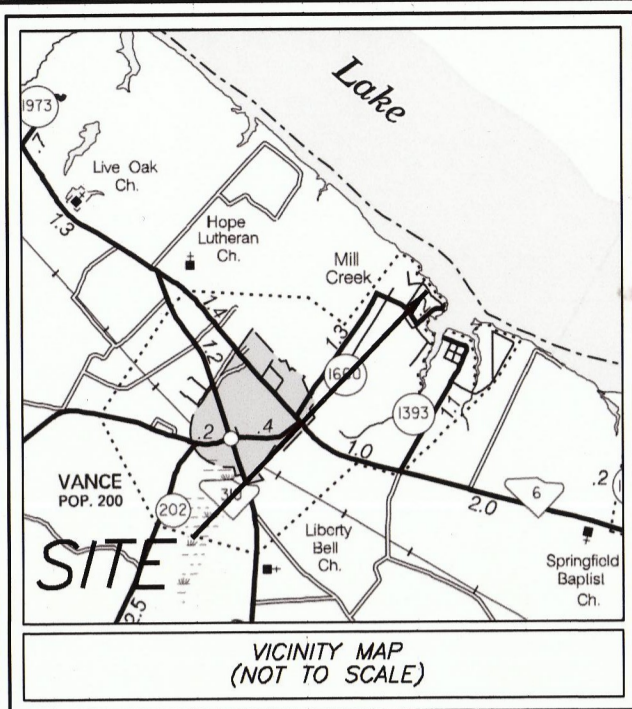 Lake
1973
.7
Live Oak
Ch.
1.3
Hope
Lutheran
Ch.
Mill
Creek
1.4
1.2
1.3
1680
1393
1.1
.2
.4
1.0
2.0
6
.2
VANCE
POP. 200
310
202
SITE
Liberty
Bell
Ch.
Springfield
Baptist
Ch.
2.5
VICINITY MAP
(NOT TO SCALE)